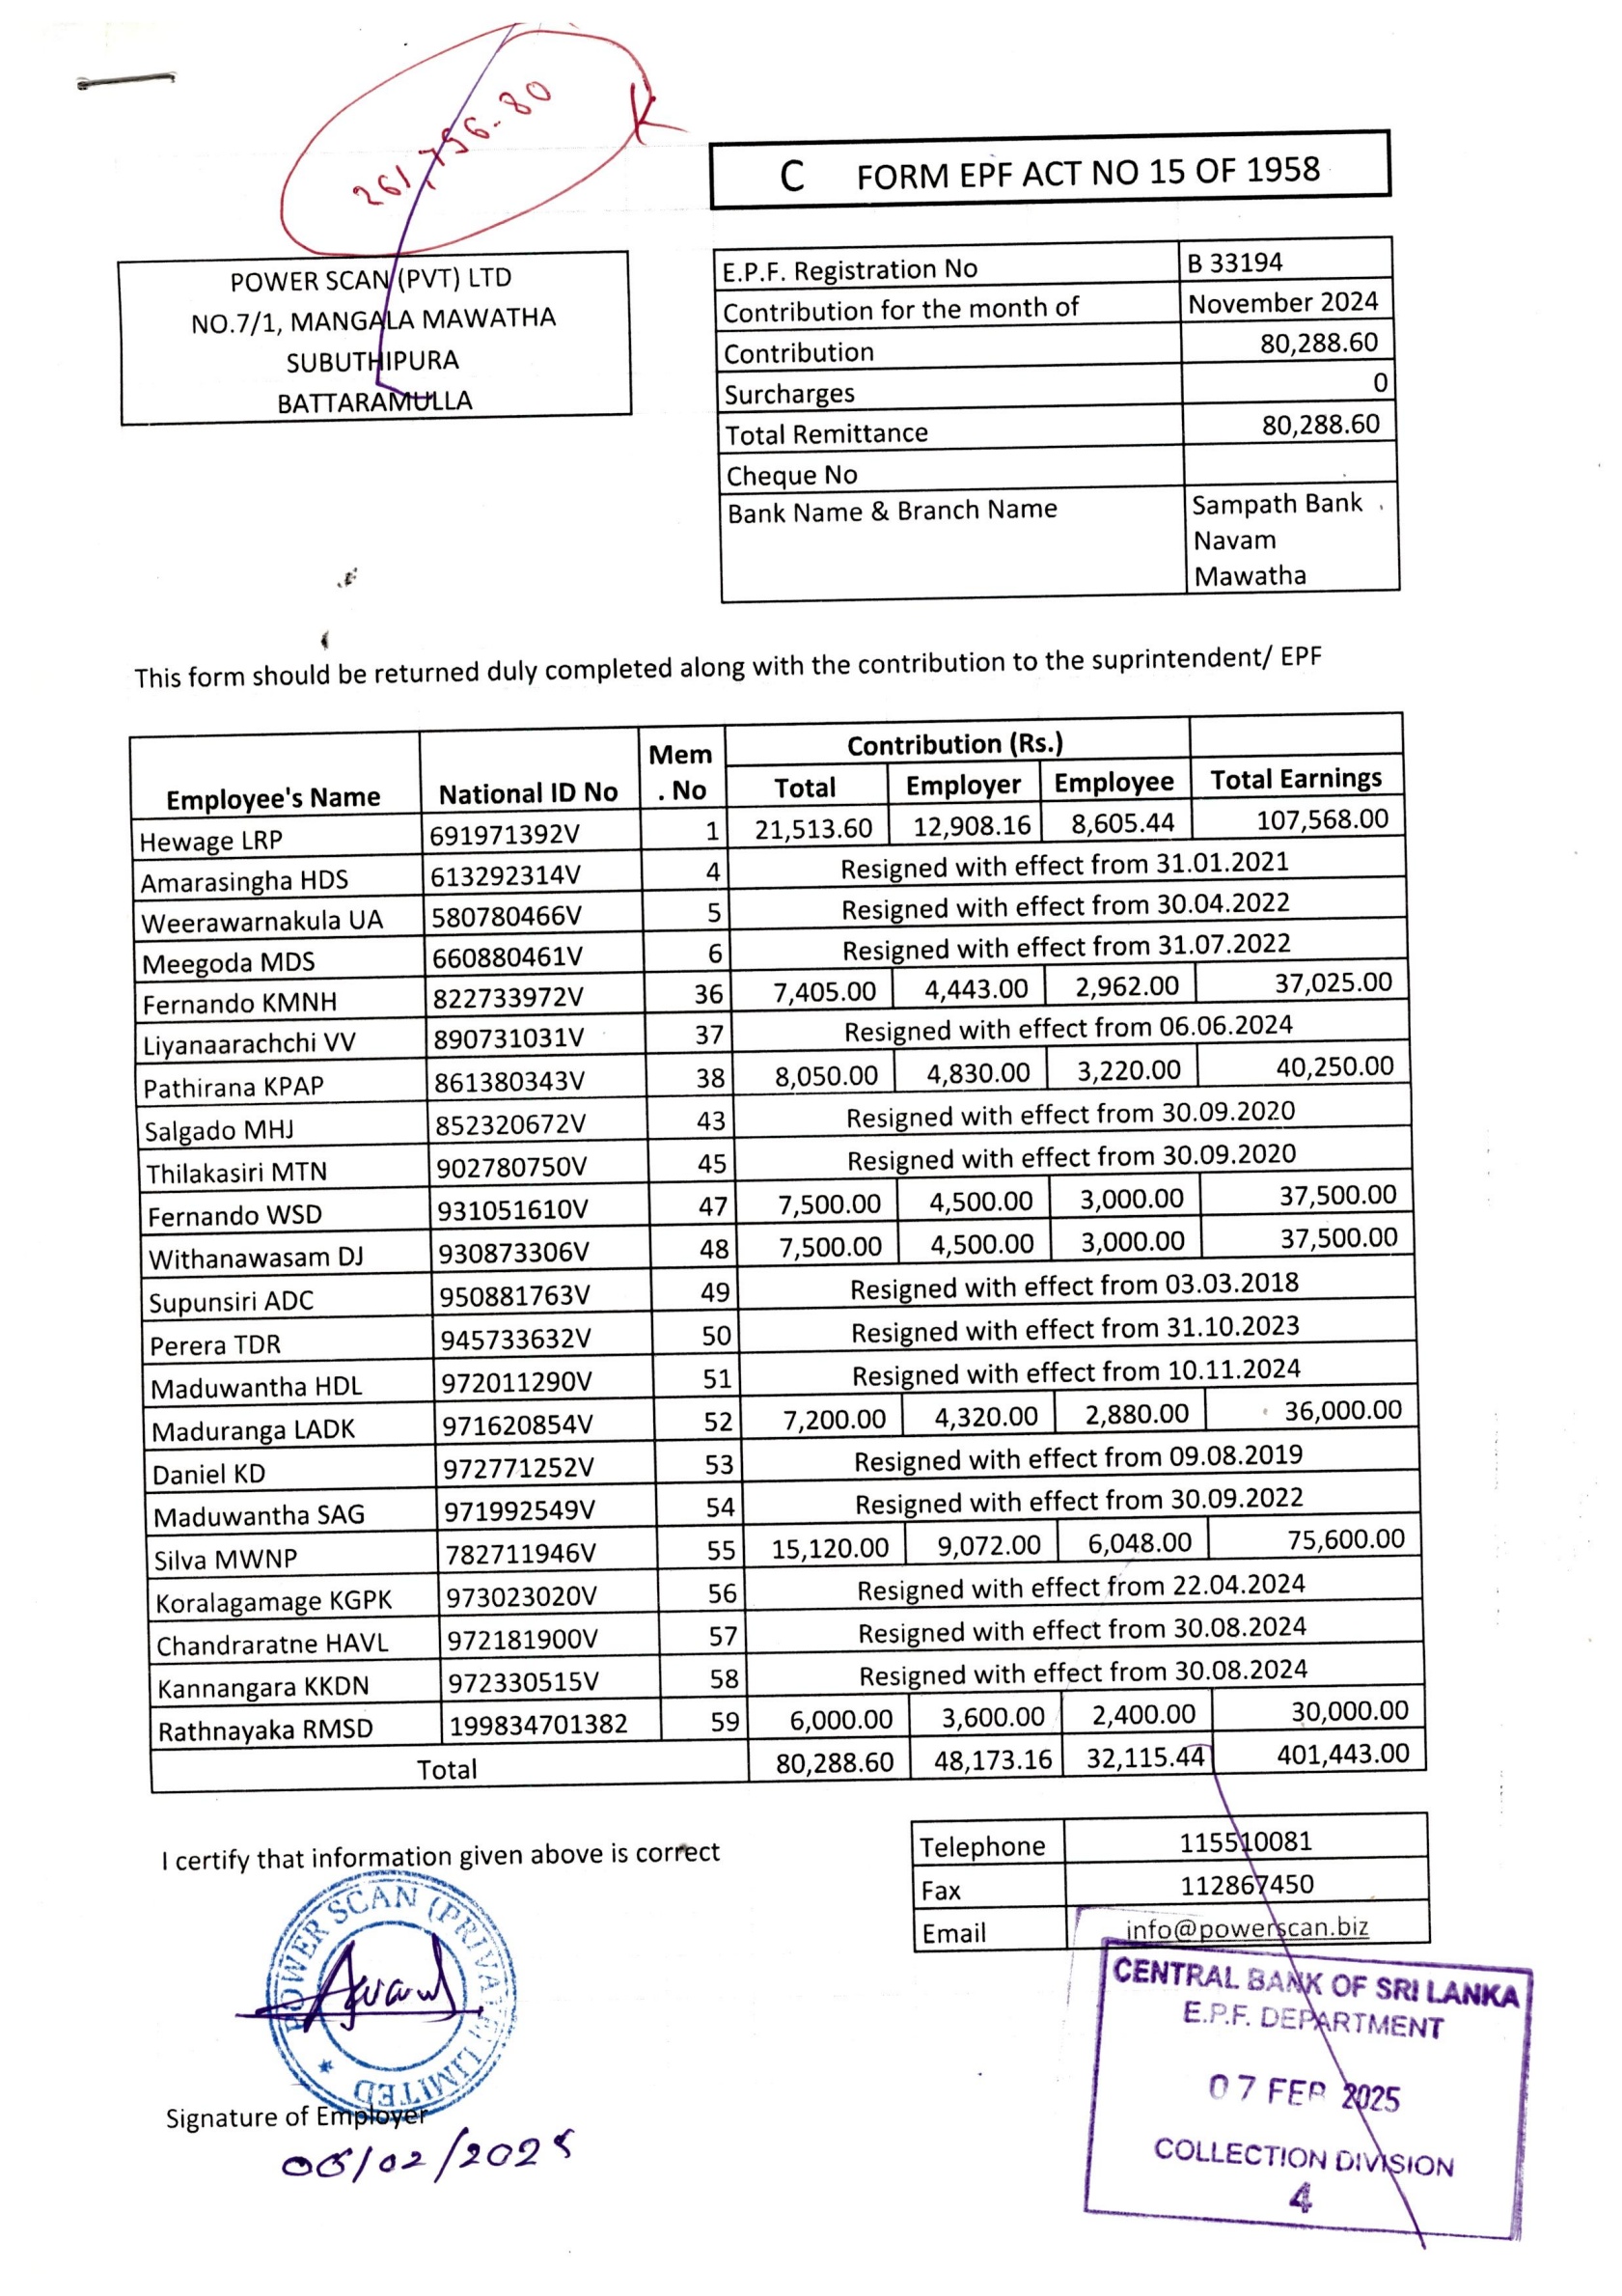 261,756-80
K
C FORM EPF ACT NO 15 OF 1958
POWER SCAN (PVT) LTD
NO.7/1, MANGALA MAWATHA
SUBUTHIPURA
BATTARAMULLA
E.P.F. Registration No B 33194
Contribution for the month of November 2024
Contribution 80,288.60
Surcharges 0
Total Remittance 80,288.60
Cheque No
Bank Name & Branch Name Sampath Bank
Navam
Mawatha
This form should be returned duly completed along with the contribution to the suprintendent/ EPF
Employee's Name National ID No Mem . No Contribution (Rs.)
Total Employer Employee Total Earnings
Hewage LRP 691971392V 1 21,513.60 12,908.16 8,605.44 107,568.00
Amarasingha HDS 613292314V 4 Resigned with effect from 31.01.2021
Weerawarnakula UA 580780466V 5 Resigned with effect from 30.04.2022
Meegoda MDS 660880461V 6 Resigned with effect from 31.07.2022
Fernando KMNH 822733972V 36 7,405.00 4,443.00 2,962.00 37,025.00
Liyanaarachchi VV 890731031V 37 Resigned with effect from 06.06.2024
Pathirana KPAP 861380343V 38 8,050.00 4,830.00 3,220.00 40,250.00
Salgado MHJ 852320672V 43 Resigned with effect from 30.09.2020
Thilakasiri MTN 902780750V 45 Resigned with effect from 30.09.2020
Fernando WSD 931051610V 47 7,500.00 4,500.00 3,000.00 37,500.00
Withanawasam DJ 930873306V 48 7,500.00 4,500.00 3,000.00 37,500.00
Supunsiri ADC 950881763V 49 Resigned with effect from 03.03.2018
Perera TDR 945733632V 50 Resigned with effect from 31.10.2023
Maduwantha HDL 972011290V 51 Resigned with effect from 10.11.2024
Maduranga LADK 971620854V 52 7,200.00 4,320.00 2,880.00 36,000.00
Daniel KD 972771252V 53 Resigned with effect from 09.08.2019
Maduwantha SAG 971992549V 54 Resigned with effect from 30.09.2022
Silva MWNP 782711946V 55 15,120.00 9,072.00 6,048.00 75,600.00
Koralagamage KGPK 973023020V 56 Resigned with effect from 22.04.2024
Chandraratne HAVL 972181900V 57 Resigned with effect from 30.08.2024
Kannangara KKDN 972330515V 58 Resigned with effect from 30.08.2024
Rathnayaka RMSD 199834701382 59 6,000.00 3,600.00 2,400.00 30,000.00
Total 80,288.60 48,173.16 32,115.44 401,443.00
I certify that information given above is correct
Telephone 115510081
Fax 112867450
Email info@powerscan.biz
POWER SCAN (PRIVATE) LIMITED
CENTRAL BANK OF SRI LANKA
E.P.F. DEPARTMENT
07 FEB 2025
COLLECTION DIVISION
4
Signature of Employer
06/02/2025